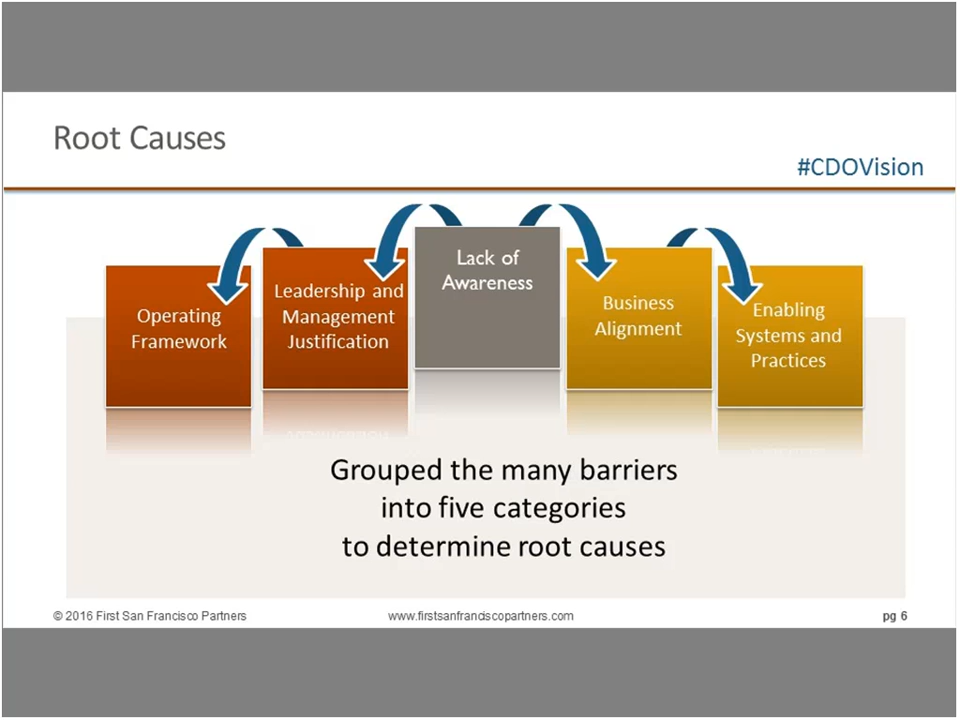 Root Causes
#CDOVision
Operating
Framework
Leadership and
Management
Justification
Lack of
Awareness
Business
Alignment
Enabling
Systems and
Practices
Grouped the many barriers
into five categories
to determine root causes
© 2016 First San Francisco Partners
www.firstsanfranciscopartners.com
pg 6